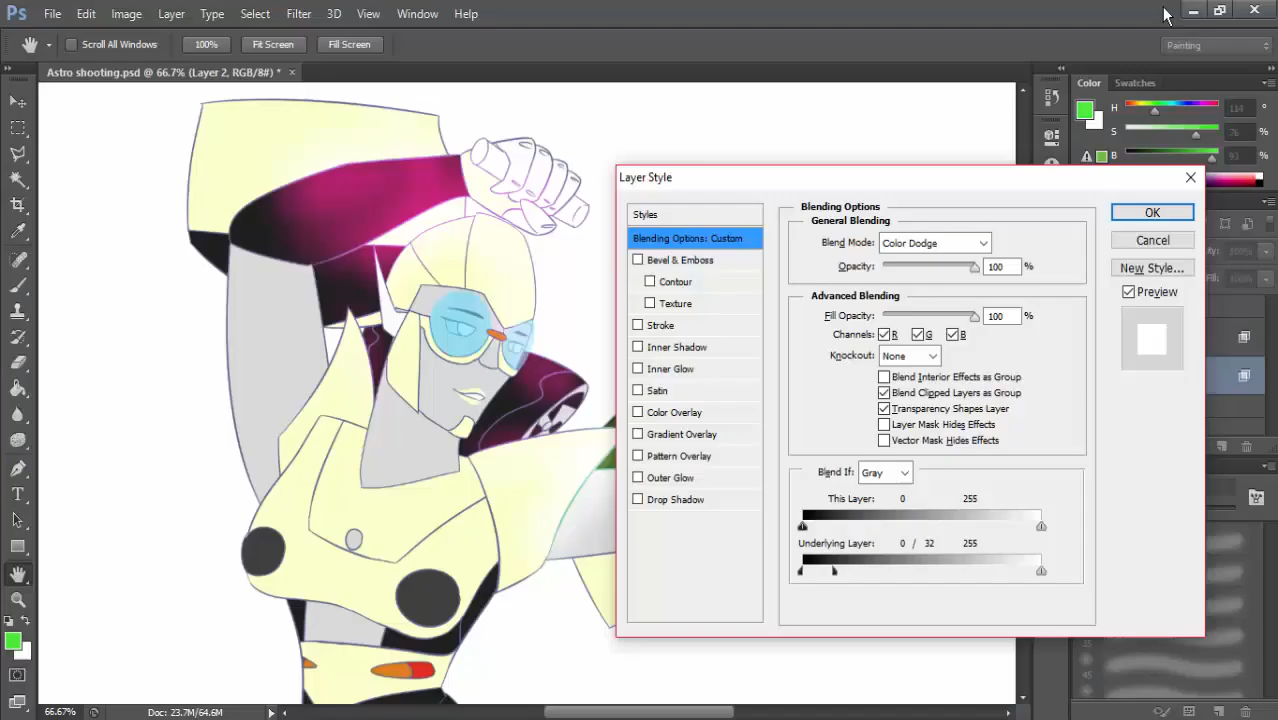 Ps File Edit Image Layer Type Select Filter 3D View Window Help
Scroll All Windows 100% Fit Screen Fill Screen Painting
Astro shooting.psd @ 66.7% (Layer 2, RGB/8#) * ×
Color Swatches
H 114 °
S 76 %
B 93 %
Layer Style
Styles
Blending Options: Custom
Bevel & Emboss
Contour
Texture
Stroke
Inner Shadow
Inner Glow
Satin
Color Overlay
Gradient Overlay
Pattern Overlay
Outer Glow
Drop Shadow
Blending Options
General Blending
Blend Mode: Color Dodge
Opacity: 100 %
Advanced Blending
Fill Opacity: 100 %
Channels: R G B
Knockout: None
Blend Interior Effects as Group
Blend Clipped Layers as Group
Transparency Shapes Layer
Layer Mask Hides Effects
Vector Mask Hides Effects
Blend If: Gray
This Layer: 0 255
Underlying Layer: 0 / 32 255
OK
Cancel
New Style...
Preview
45
66.67% Doc: 23.7M/64.6M